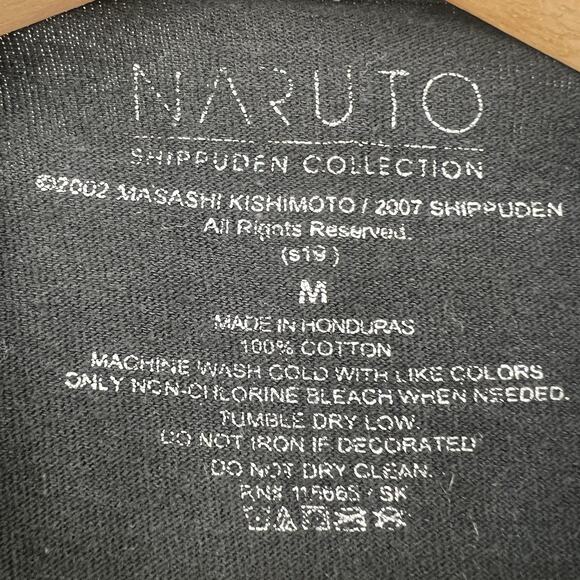 NARUTO
SHIPPUDEN COLLECTION
©2002 MASASHI KISHIMOTO / 2007 SHIPPUDEN
All Rights Reserved.
(s19 )
M
MADE IN HONDURAS
100% COTTON
MACHINE WASH COLD WITH LIKE COLORS
ONLY NON-CHLORINE BLEACH WHEN NEEDED.
TUMBLE DRY LOW.
DO NOT IRON IF DECORATED
DO NOT DRY CLEAN.
RN# SK